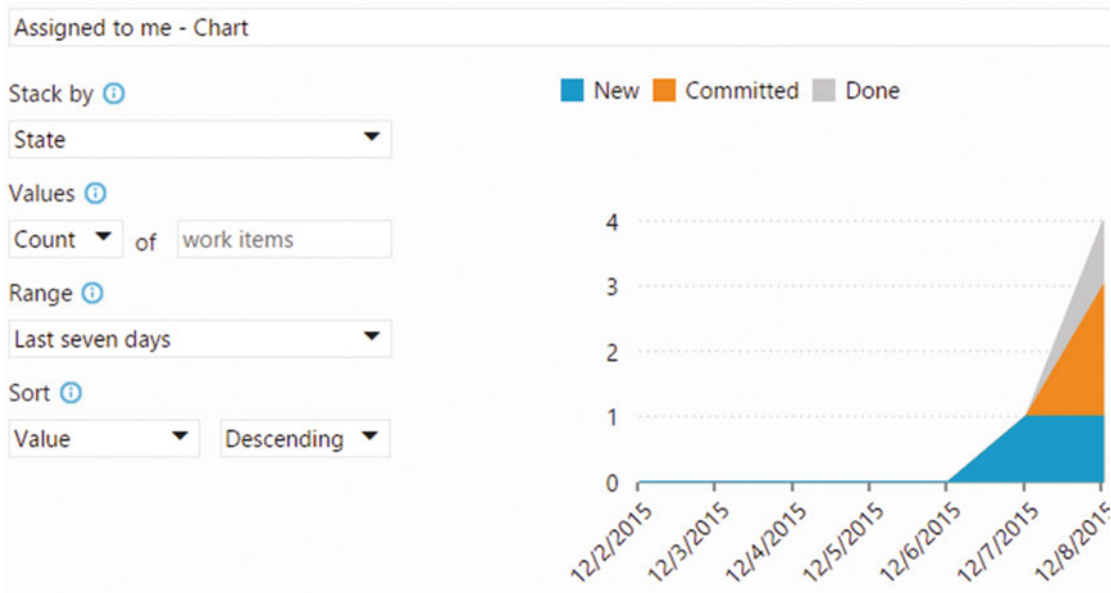 Assigned to me - Chart
Stack by
State
Values
Count of work items
Range
Last seven days
Sort
Value Descending
New Committed Done
4
3
2
1
0
12/2/2015 12/3/2015 12/4/2015 12/5/2015 12/6/2015 12/7/2015 12/8/2015